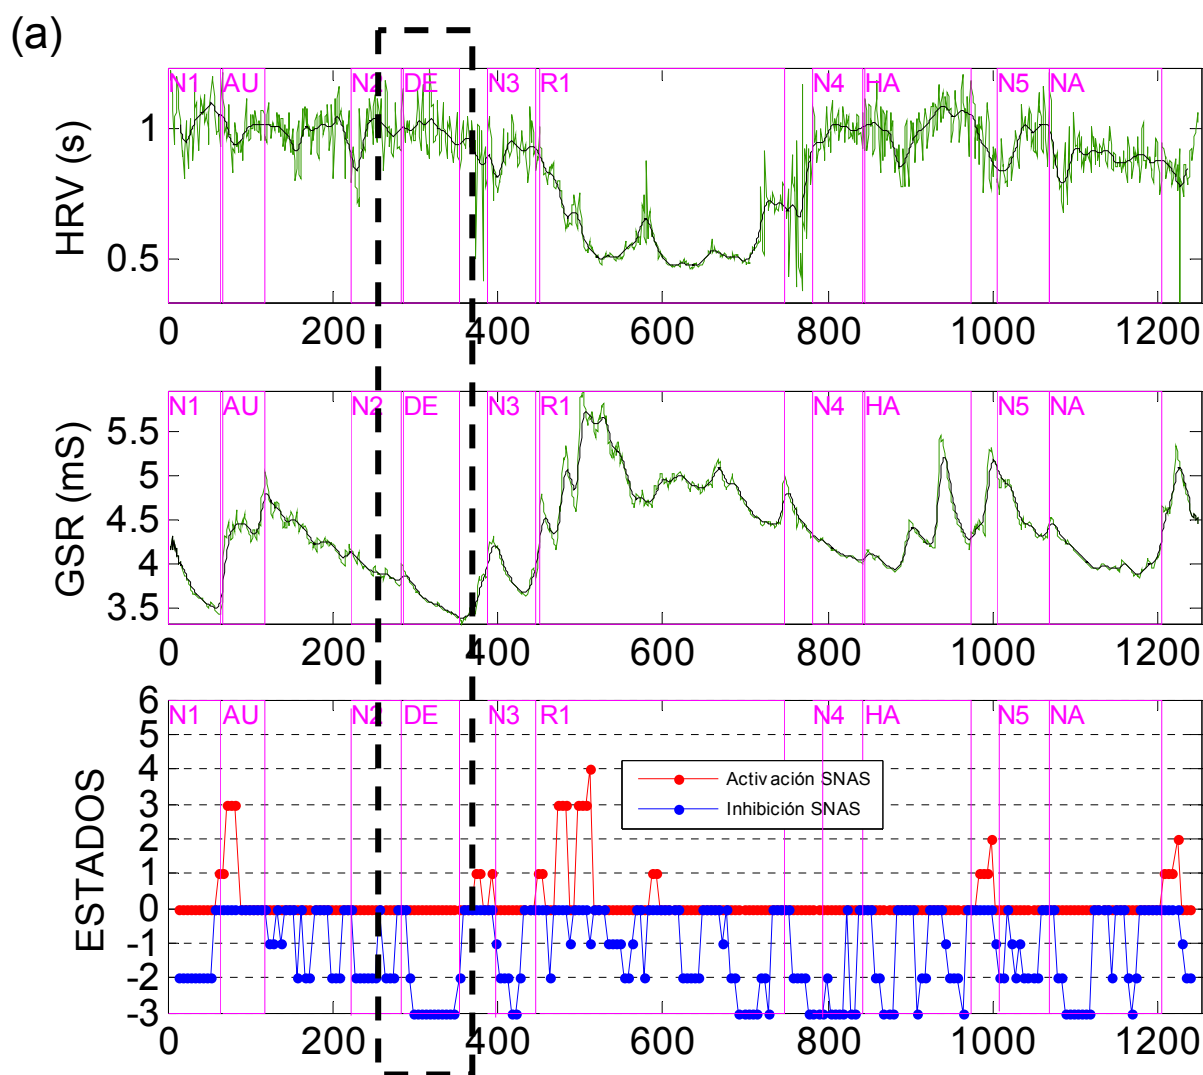 (a)
HRV (s)
1
0.5
N1 AU N2 DE N3 R1 N4 HA N5 NA
0 200 400 600 800 1000 1200
GSR (mS)
5.5
5
4.5
4
3.5
N1 AU N2 DE N3 R1 N4 HA N5 NA
0 200 400 600 800 1000 1200
ESTADOS
6
5
4
3
2
1
0
-1
-2
-3
N1 AU N2 DE N3 R1 N4 HA N5 NA
Activación SNAS
Inhibición SNAS
0 200 400 600 800 1000 1200